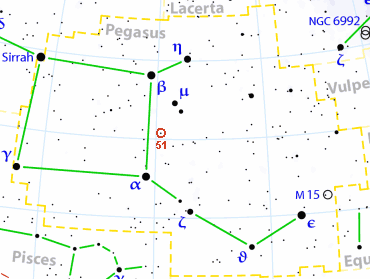 Lacerta
Pegasus
NGC 6992
δ
η
Sirrah
β
ζ
Vulpe
μ
51
γ
α
M 15
ζ
ε
ϑ
Pisces
γ
Equ